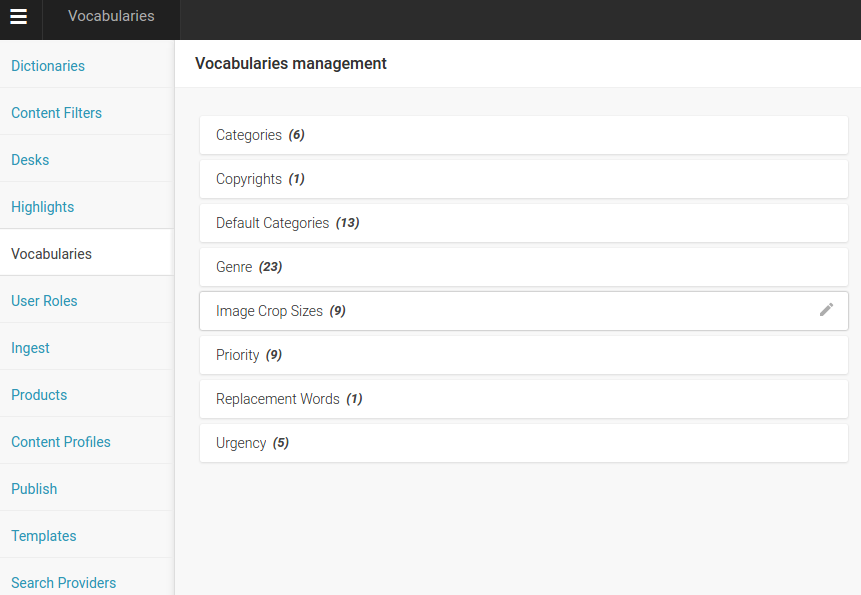 Vocabularies
Dictionaries
Content Filters
Desks
Highlights
Vocabularies
User Roles
Ingest
Products
Content Profiles
Publish
Templates
Search Providers
Vocabularies management
Categories (6)
Copyrights (1)
Default Categories (13)
Genre (23)
Image Crop Sizes (9)
Priority (9)
Replacement Words (1)
Urgency (5)